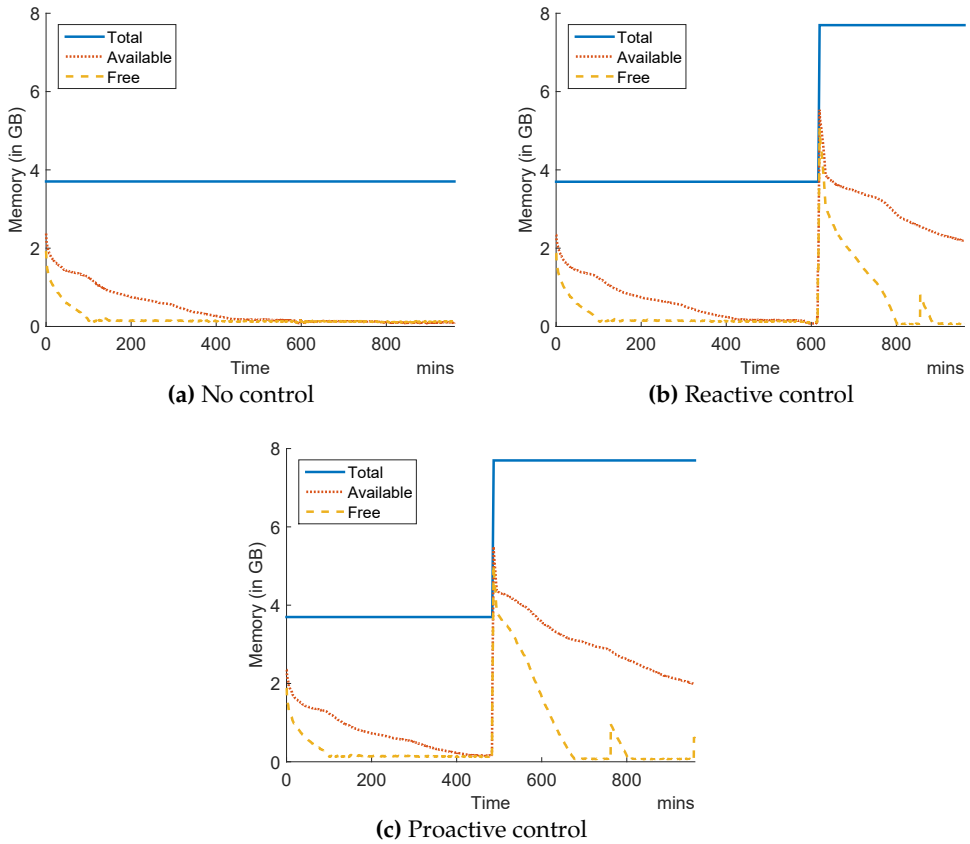 8
6
4
2
0
Memory (in GB)
Total
Available
Free
0 200 400 600 800
Time mins
(a) No control
8
6
4
2
0
Memory (in GB)
Total
Available
Free
0 200 400 600 800
Time mins
(b) Reactive control
8
6
4
2
0
Memory (in GB)
Total
Available
Free
0 200 400 600 800
Time mins
(c) Proactive control